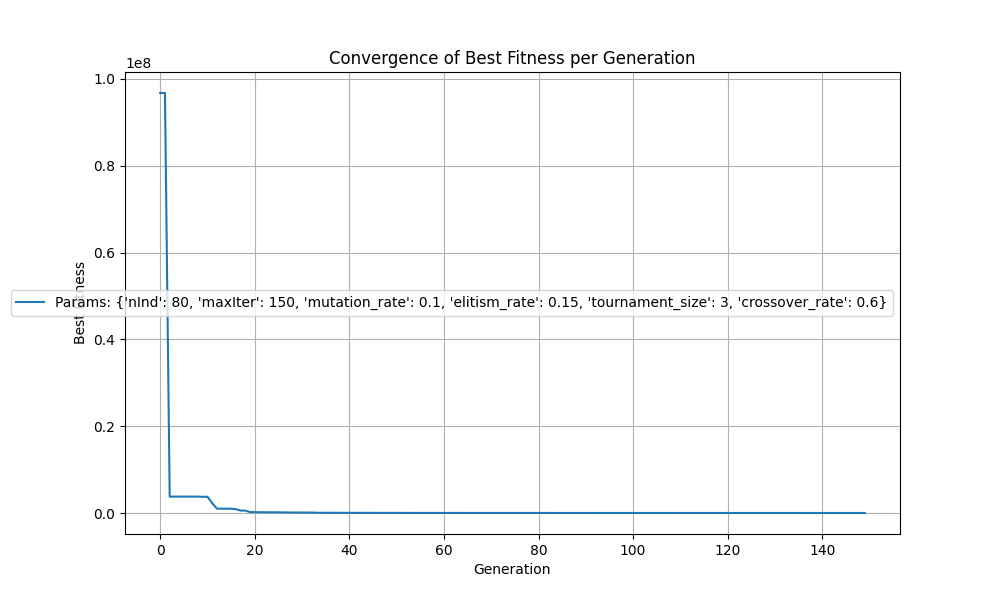 Convergence of Best Fitness per Generation
1e8
1.0
0.8
0.6
0.4
0.2
0.0
Params: {'nInd': 80, 'maxIter': 150, 'mutation_rate': 0.1, 'elitism_rate': 0.15, 'tournament_size': 3, 'crossover_rate': 0.6}
0 20 40 60 80 100 120 140
Generation